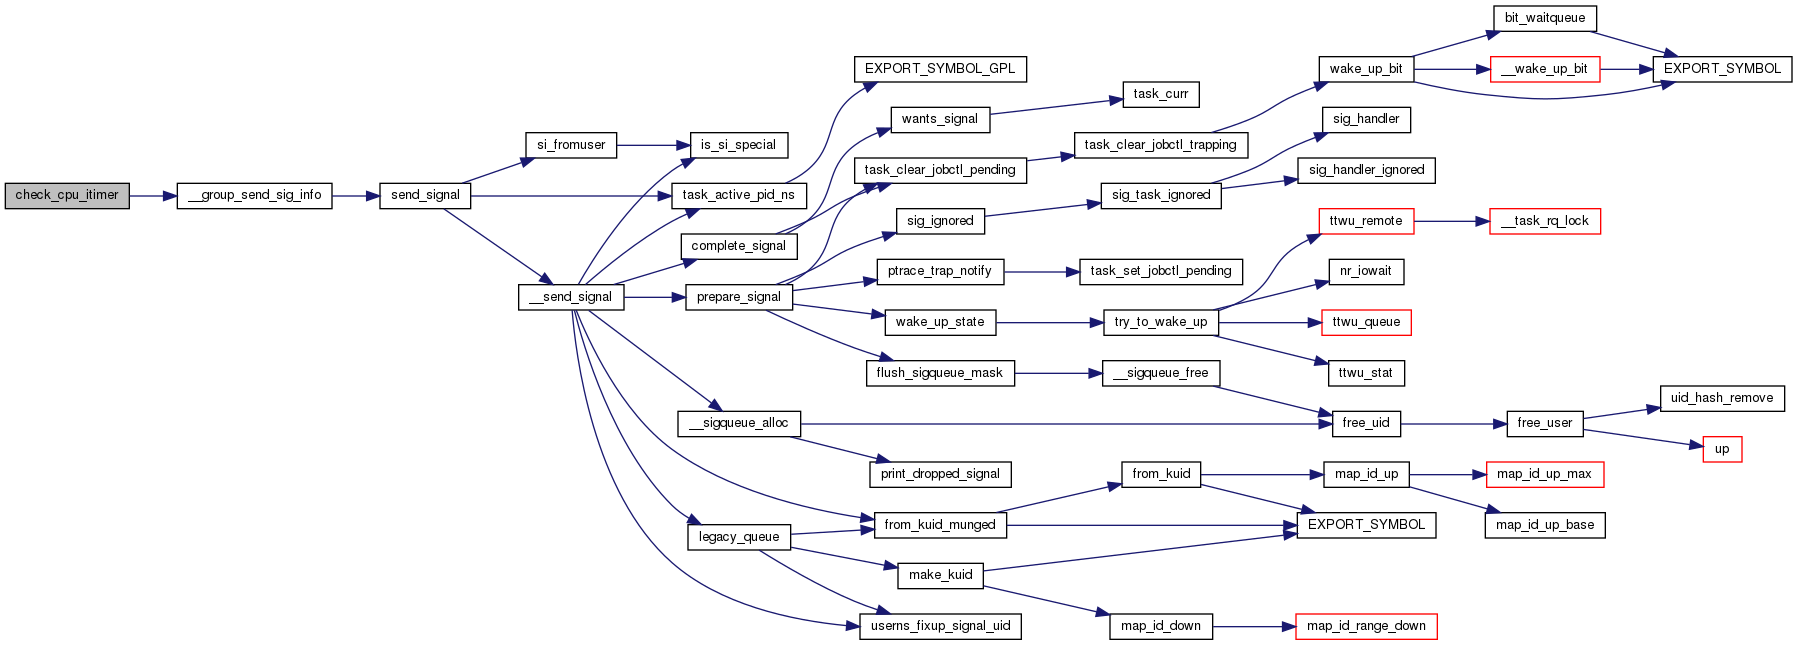 check_cpu_itimer
__group_send_sig_info
send_signal
si_fromuser
__send_signal
is_si_special
task_active_pid_ns
complete_signal
prepare_signal
__sigqueue_alloc
legacy_queue
EXPORT_SYMBOL_GPL
wants_signal
task_clear_jobctl_pending
sig_ignored
ptrace_trap_notify
wake_up_state
flush_sigqueue_mask
print_dropped_signal
from_kuid_munged
make_kuid
userns_fixup_signal_uid
task_curr
task_clear_jobctl_trapping
sig_task_ignored
task_set_jobctl_pending
try_to_wake_up
__sigqueue_free
from_kuid
map_id_down
wake_up_bit
sig_handler
sig_handler_ignored
ttwu_remote
nr_iowait
ttwu_queue
ttwu_stat
free_uid
map_id_up
EXPORT_SYMBOL
map_id_range_down
bit_waitqueue
__wake_up_bit
__task_rq_lock
free_user
map_id_up_max
map_id_up_base
EXPORT_SYMBOL
uid_hash_remove
up